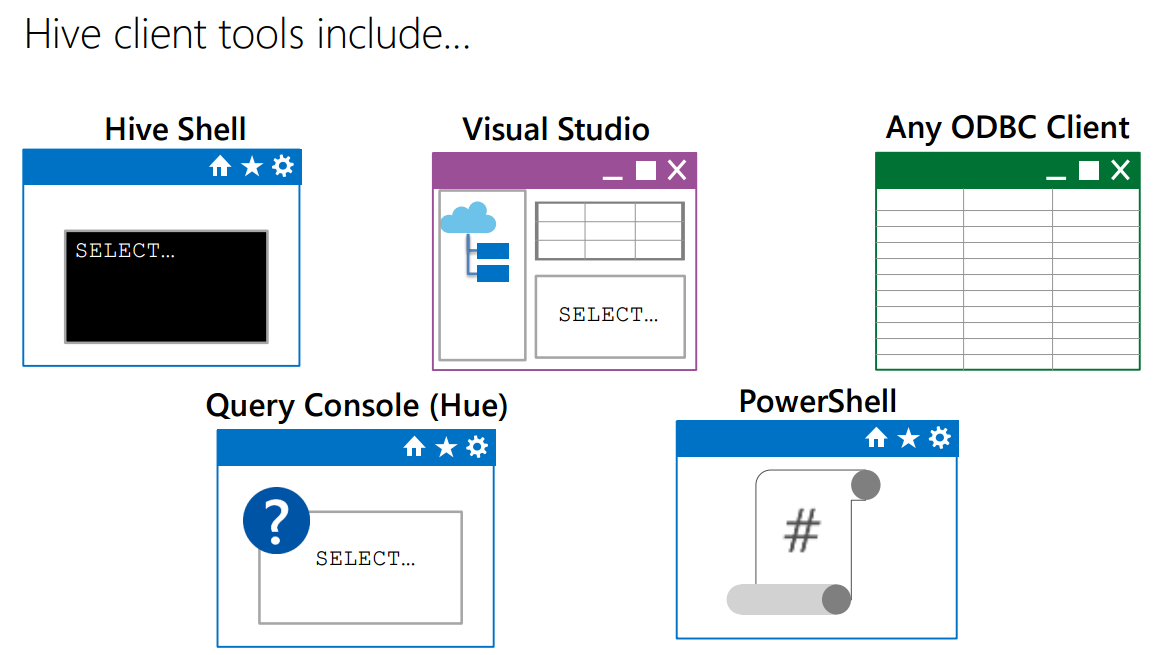 Hive client tools include...
Hive Shell
SELECT…
Visual Studio
SELECT…
Any ODBC Client
Query Console (Hue)
?
SELECT…
PowerShell
#